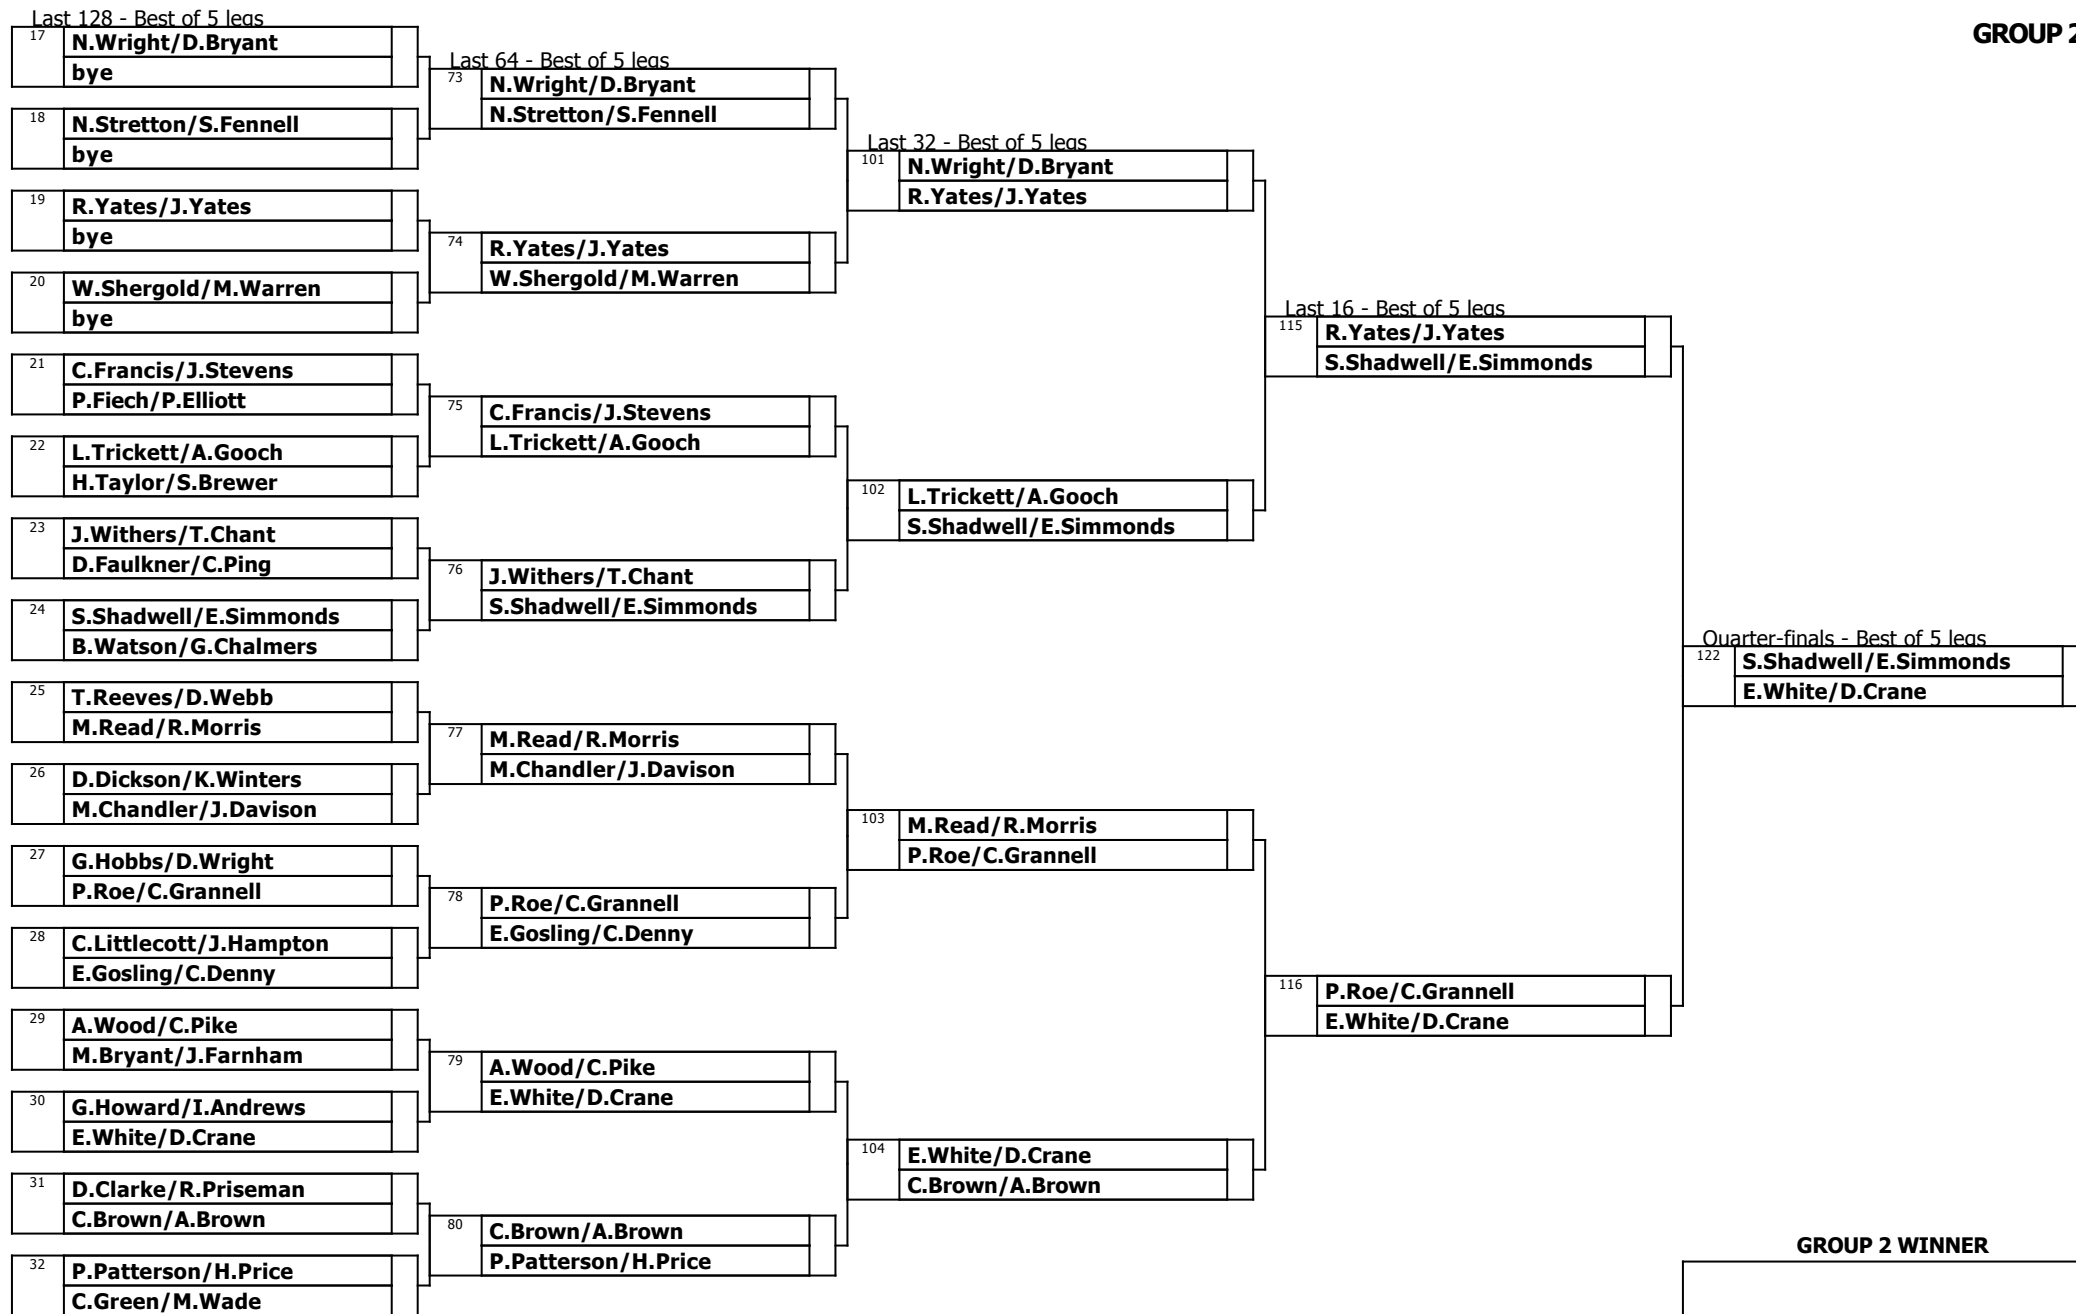 Last 128 - Best of 5 legs
GROUP 2
17 N.Wright/D.Bryant
bye
18 N.Stretton/S.Fennell
bye
19 R.Yates/J.Yates
bye
20 W.Shergold/M.Warren
bye
21 C.Francis/J.Stevens
P.Fiech/P.Elliott
22 L.Trickett/A.Gooch
H.Taylor/S.Brewer
23 J.Withers/T.Chant
D.Faulkner/C.Ping
24 S.Shadwell/E.Simmonds
B.Watson/G.Chalmers
25 T.Reeves/D.Webb
M.Read/R.Morris
26 D.Dickson/K.Winters
M.Chandler/J.Davison
27 G.Hobbs/D.Wright
P.Roe/C.Grannell
28 C.Littlecott/J.Hampton
E.Gosling/C.Denny
29 A.Wood/C.Pike
M.Bryant/J.Farnham
30 G.Howard/I.Andrews
E.White/D.Crane
31 D.Clarke/R.Priseman
C.Brown/A.Brown
32 P.Patterson/H.Price
C.Green/M.Wade
Last 64 - Best of 5 legs
73 N.Wright/D.Bryant
N.Stretton/S.Fennell
74 R.Yates/J.Yates
W.Shergold/M.Warren
75 C.Francis/J.Stevens
L.Trickett/A.Gooch
76 J.Withers/T.Chant
S.Shadwell/E.Simmonds
77 M.Read/R.Morris
M.Chandler/J.Davison
78 P.Roe/C.Grannell
E.Gosling/C.Denny
79 A.Wood/C.Pike
E.White/D.Crane
80 C.Brown/A.Brown
P.Patterson/H.Price
Last 32 - Best of 5 legs
101 N.Wright/D.Bryant
R.Yates/J.Yates
102 L.Trickett/A.Gooch
S.Shadwell/E.Simmonds
103 M.Read/R.Morris
P.Roe/C.Grannell
104 E.White/D.Crane
C.Brown/A.Brown
Last 16 - Best of 5 legs
115 R.Yates/J.Yates
S.Shadwell/E.Simmonds
116 P.Roe/C.Grannell
E.White/D.Crane
Quarter-finals - Best of 5 legs
122 S.Shadwell/E.Simmonds
E.White/D.Crane
GROUP 2 WINNER